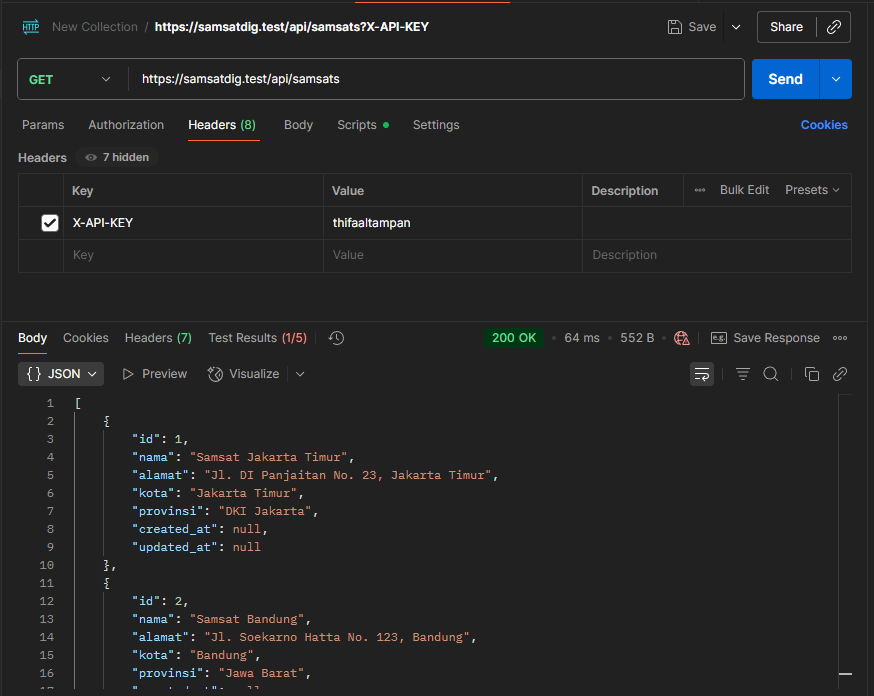 HTTP New Collection / https://samsatdig.test/api/samsats?X-API-KEY Save Share
GET https://samsatdig.test/api/samsats Send
Params Authorization Headers (8) Body Scripts Settings Cookies
Headers 7 hidden
Key Value Description Bulk Edit Presets
X-API-KEY thifaaltampan
Key Value Description
Body Cookies Headers (7) Test Results (1/5) 200 OK 64 ms 552 B e.g. Save Response
{} JSON Preview Visualize
1 [
2 {
3 "id": 1,
4 "nama": "Samsat Jakarta Timur",
5 "alamat": "Jl. DI Panjaitan No. 23, Jakarta Timur",
6 "kota": "Jakarta Timur",
7 "provinsi": "DKI Jakarta",
8 "created_at": null,
9 "updated_at": null
10 },
11 {
12 "id": 2,
13 "nama": "Samsat Bandung",
14 "alamat": "Jl. Soekarno Hatta No. 123, Bandung",
15 "kota": "Bandung",
16 "provinsi": "Jawa Barat",